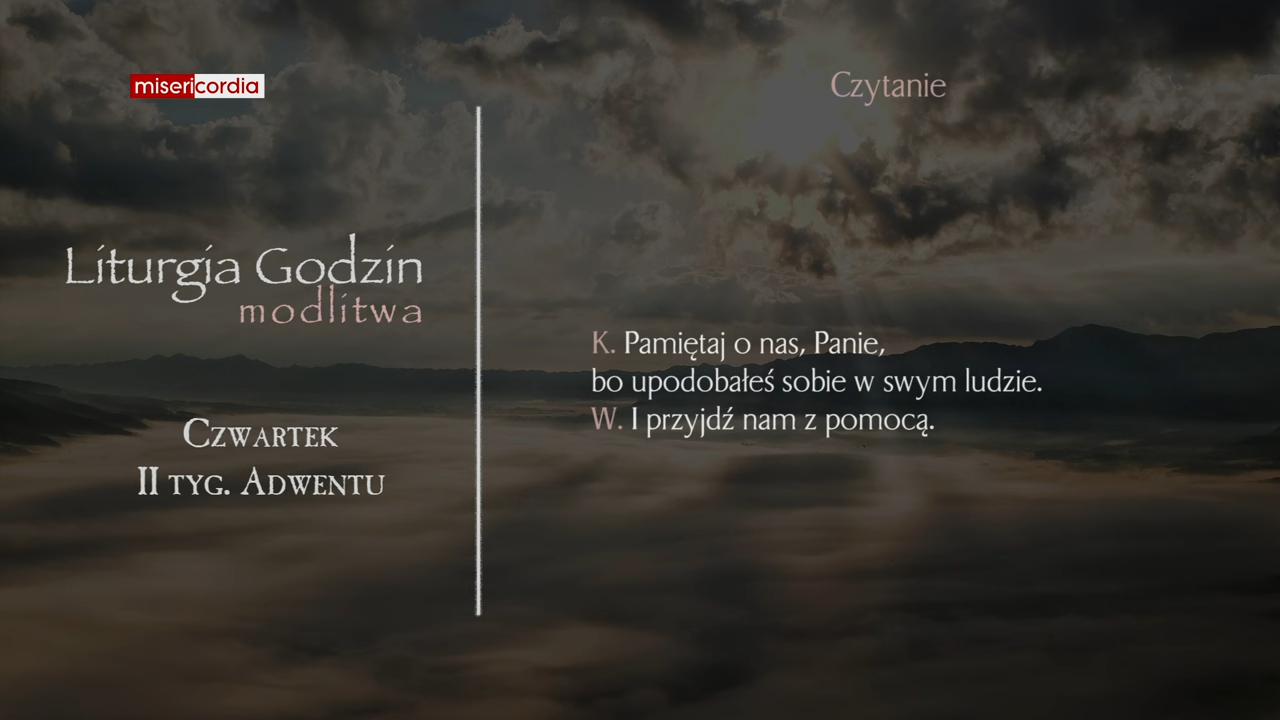 misericordia
Liturgia Godzin
modlitwa
Czwartek
II tyg. Adwentu
Czytanie
K. Pamiętaj o nas, Panie,
bo upodobałeś sobie w swym ludzie.
W. I przyjdź nam z pomocą.